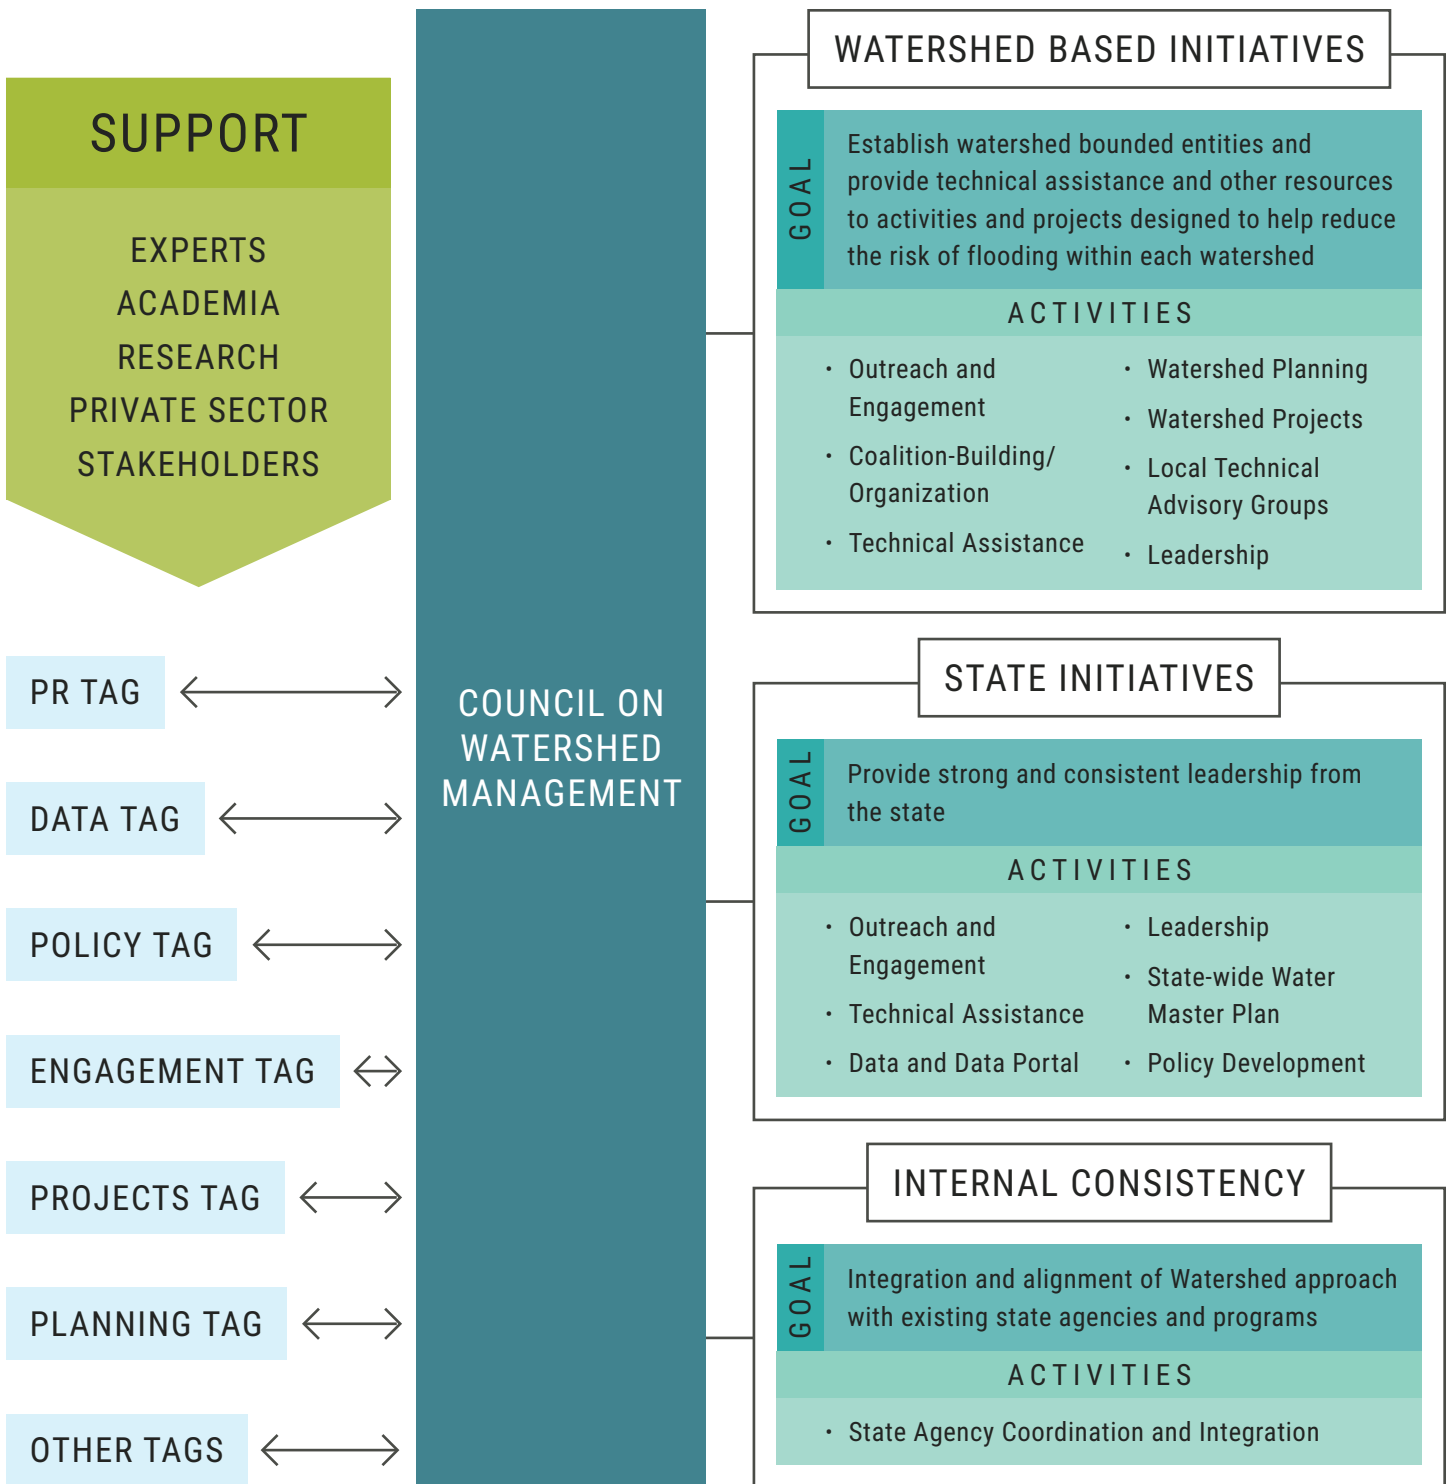 SUPPORT
EXPERTS
ACADEMIA
RESEARCH
PRIVATE SECTOR
STAKEHOLDERS
PR TAG
DATA TAG
POLICY TAG
ENGAGEMENT TAG
PROJECTS TAG
PLANNING TAG
OTHER TAGS
COUNCIL ON
WATERSHED
MANAGEMENT
WATERSHED BASED INITIATIVES
GOAL
Establish watershed bounded entities and
provide technical assistance and other resources
to activities and projects designed to help reduce
the risk of flooding within each watershed
ACTIVITIES
• Outreach and
Engagement
• Coalition-Building/
Organization
• Technical Assistance
• Watershed Planning
• Watershed Projects
• Local Technical
Advisory Groups
• Leadership
STATE INITIATIVES
GOAL
Provide strong and consistent leadership from
the state
ACTIVITIES
• Outreach and
Engagement
• Technical Assistance
• Data and Data Portal
• Leadership
• State-wide Water
Master Plan
• Policy Development
INTERNAL CONSISTENCY
GOAL
Integration and alignment of Watershed approach
with existing state agencies and programs
ACTIVITIES
• State Agency Coordination and Integration